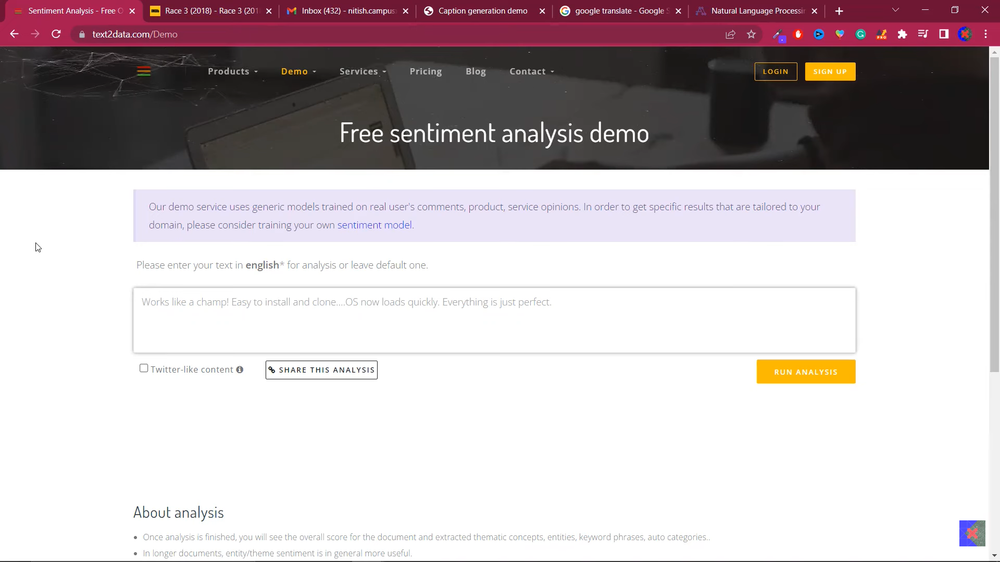 Sentiment Analysis - Free O
Race 3 (2018) - Race 3 (201
Inbox (432) - nitish.campus
Caption generation demo
google translate - Google S
Natural Language Processin
text2data.com/Demo
Products
Demo
Services
Pricing
Blog
Contact
LOGIN
SIGN UP
Free sentiment analysis demo
Our demo service uses generic models trained on real user's comments, product, service opinions. In order to get specific results that are tailored to your
domain, please consider training your own sentiment model.
Please enter your text in english* for analysis or leave default one.
Works like a champ! Easy to install and clone....OS now loads quickly. Everything is just perfect.
Twitter-like content
SHARE THIS ANALYSIS
RUN ANALYSIS
About analysis
Once analysis is finished, you will see the overall score for the document and extracted thematic concepts, entities, keyword phrases, auto categories..
In longer documents, entity/theme sentiment is in general more useful.